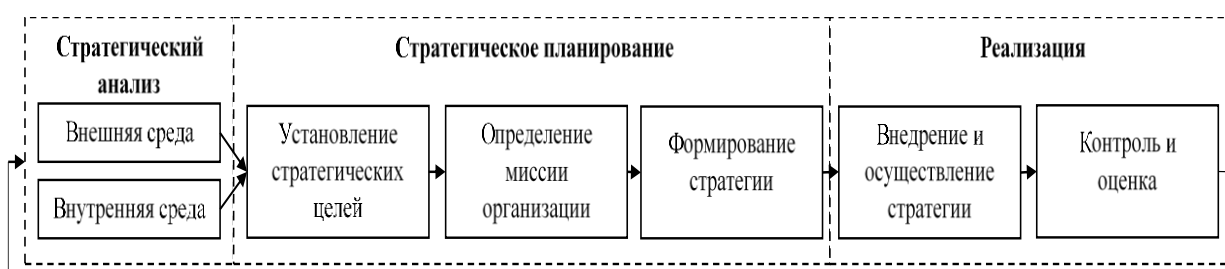 Стратегический
анализ
Стратегическое планирование
Реализация
Внешняя среда
Внутренняя среда
Установление
стратегических
целей
Определение
миссии
организации
Формирование
стратегии
Внедрение и
осуществление
стратегии
Контроль и
оценка